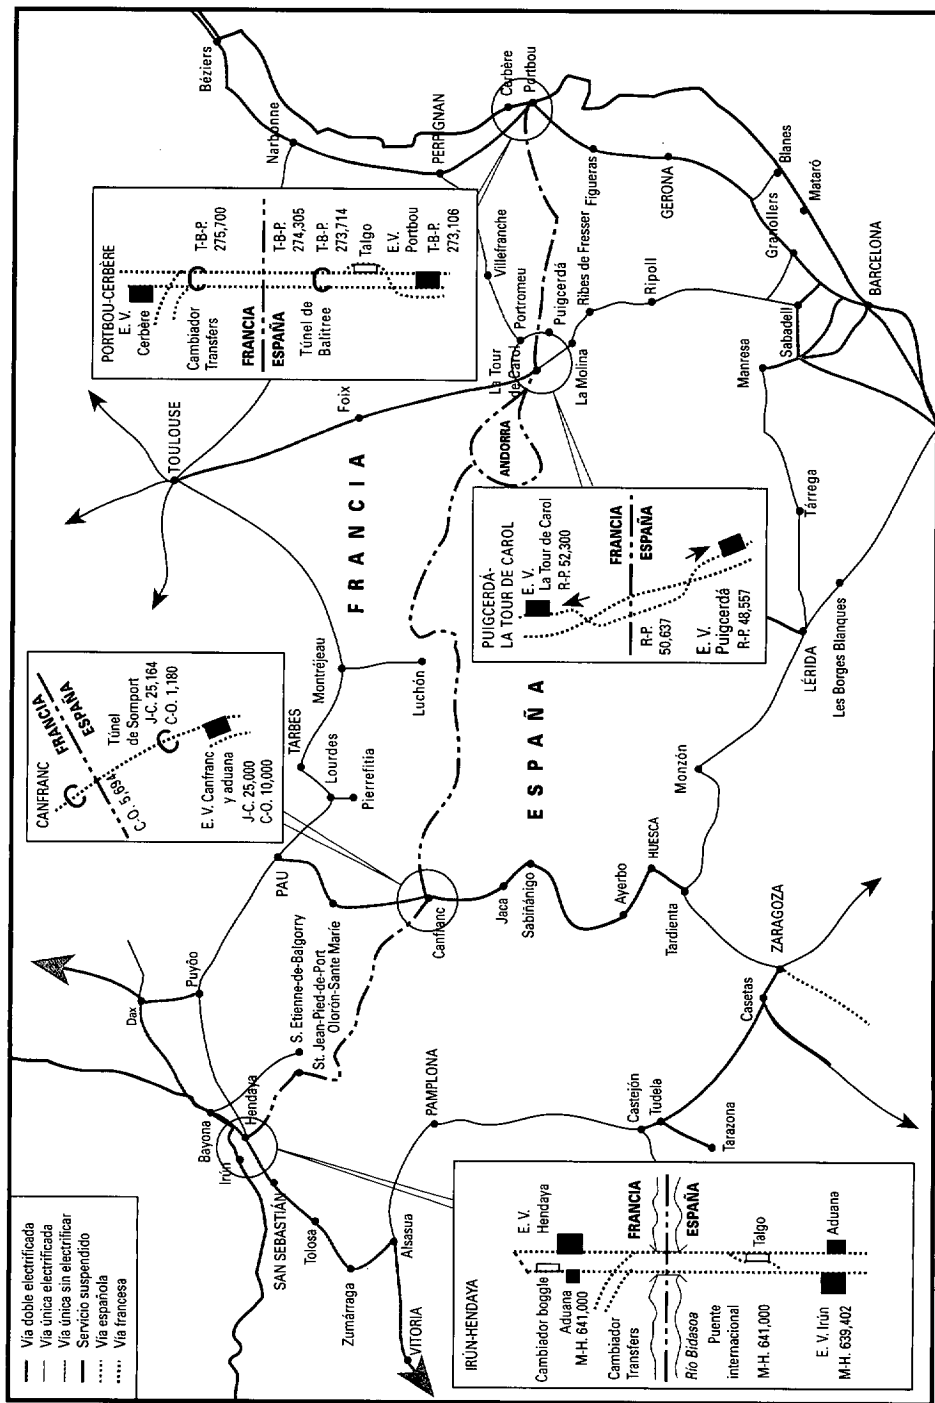 Vía doble electrificada
Vía única electrificada
Vía única sin electrificar
Servicio suspendido
Vía española
Vía francesa
CANFRANC
FRANCIA
ESPAÑA
C-O. 5,694
Túnel
de Somport
J-C. 25,164
C-O. 1,180
E. V. Canfranc
y aduana
J-C. 25,000
C-O. 10,000
PORTBOU-CERBÈRE
E. V.
Cerbère
T-B-P.
275,700
Cambiador
Transfers
FRANCIA
ESPAÑA
T-B-P.
274,305
Túnel de
Balitree
T-B-P.
273,714
Talgo
E.V.
Portbou
T-B-P.
273,106
PUIGCERDÁ-
LA TOUR DE CAROL
E. V.
La Tour de Carol
R-P. 52,300
FRANCIA
ESPAÑA
R-P.
50,637
E. V.
Puigcerdá
R-P. 48,557
IRÚN-HENDAYA
Cambiador boggle
E. V.
Hendaya
Aduana
M-H. 641,000
Cambiador
Transfers
FRANCIA
Río Bidasoa
ESPAÑA
Puente
internacional
M-H. 641,000
Talgo
E. V. Irún
M-H. 639,402
Aduana
FRANCIA
ESPAÑA
ANDORRA
Dax
Puyôo
Bayona
Hendaya
Irún
SAN SEBASTIÁN
Tolosa
Zumárraga
Alsasua
VITORIA
PAMPLONA
S. Etienne-de-Balgorry
St. Jean-Pied-de-Port
Olorón-Sante Maríe
PAU
TARBES
Lourdes
Pierrefitia
Montréjeau
Luchón
TOULOUSE
Foix
La Tour
de Carol
Portromeu
Villefranche
Puigcerdá
La Molina
Ribes de Fresser
Ripoll
Béziers
Narbonne
PERPIGNAN
Cerbère
Portbou
Figueras
GERONA
Blanes
Mataró
Granollers
BARCELONA
Sabadell
Manresa
Tárrega
LÉRIDA
Les Borges Blanques
Monzón
Canfranc
Jaca
Sabiñánigo
Ayerbo
HUESCA
Tardienta
ZARAGOZA
Casetas
Castejón
Tudela
Tarazona